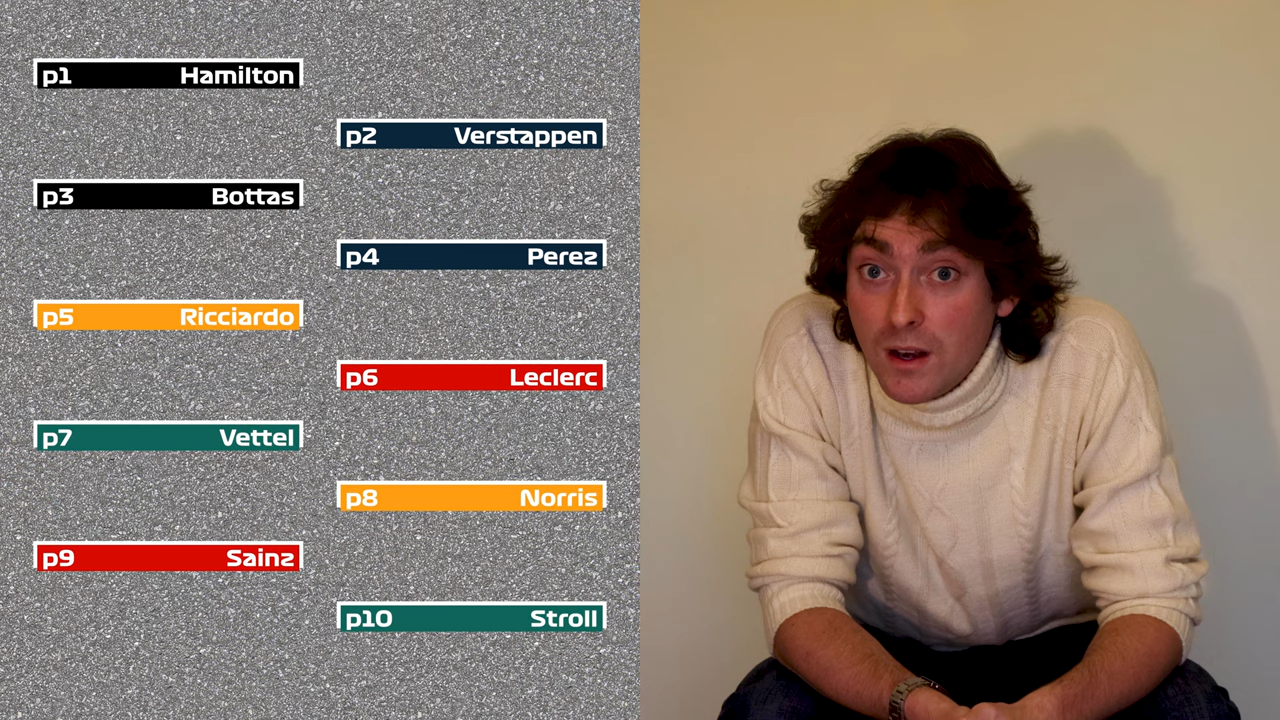 p1 Hamilton
p2 Verstappen
p3 Bottas
p4 Perez
p5 Ricciardo
p6 Leclerc
p7 Vettel
p8 Norris
p9 Sainz
p10 Stroll